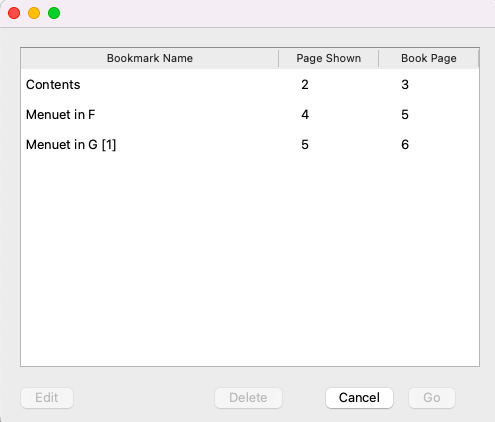 Bookmark Name Page Shown Book Page
Contents 2 3
Menuet in F 4 5
Menuet in G [1] 5 6
Edit Delete Cancel Go